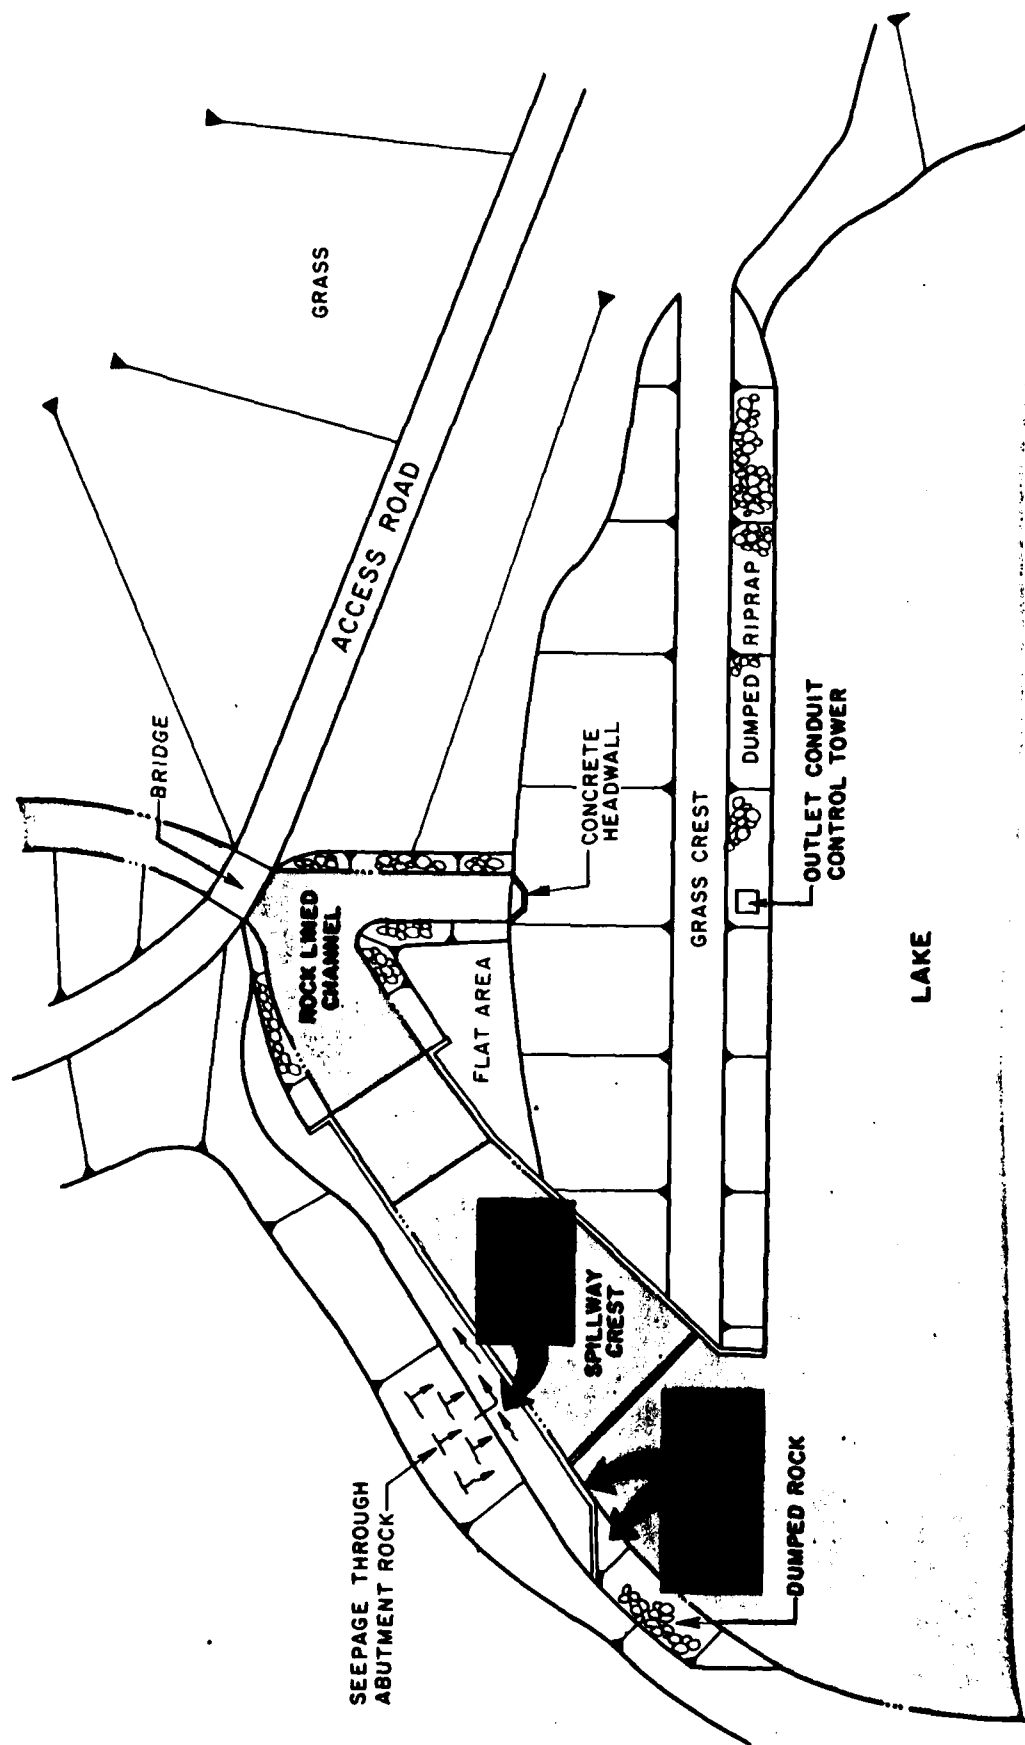 GRASS
ACCESS ROAD
BRIDGE
ROCK LINED
CHANNEL
CONCRETE
HEADWALL
FLAT AREA
GRASS CREST
DUMPED RIPRAP
OUTLET CONDUIT
CONTROL TOWER
LAKE
SPILLWAY
CREST
SEEPAGE THROUGH
ABUTMENT ROCK
DUMPED ROCK